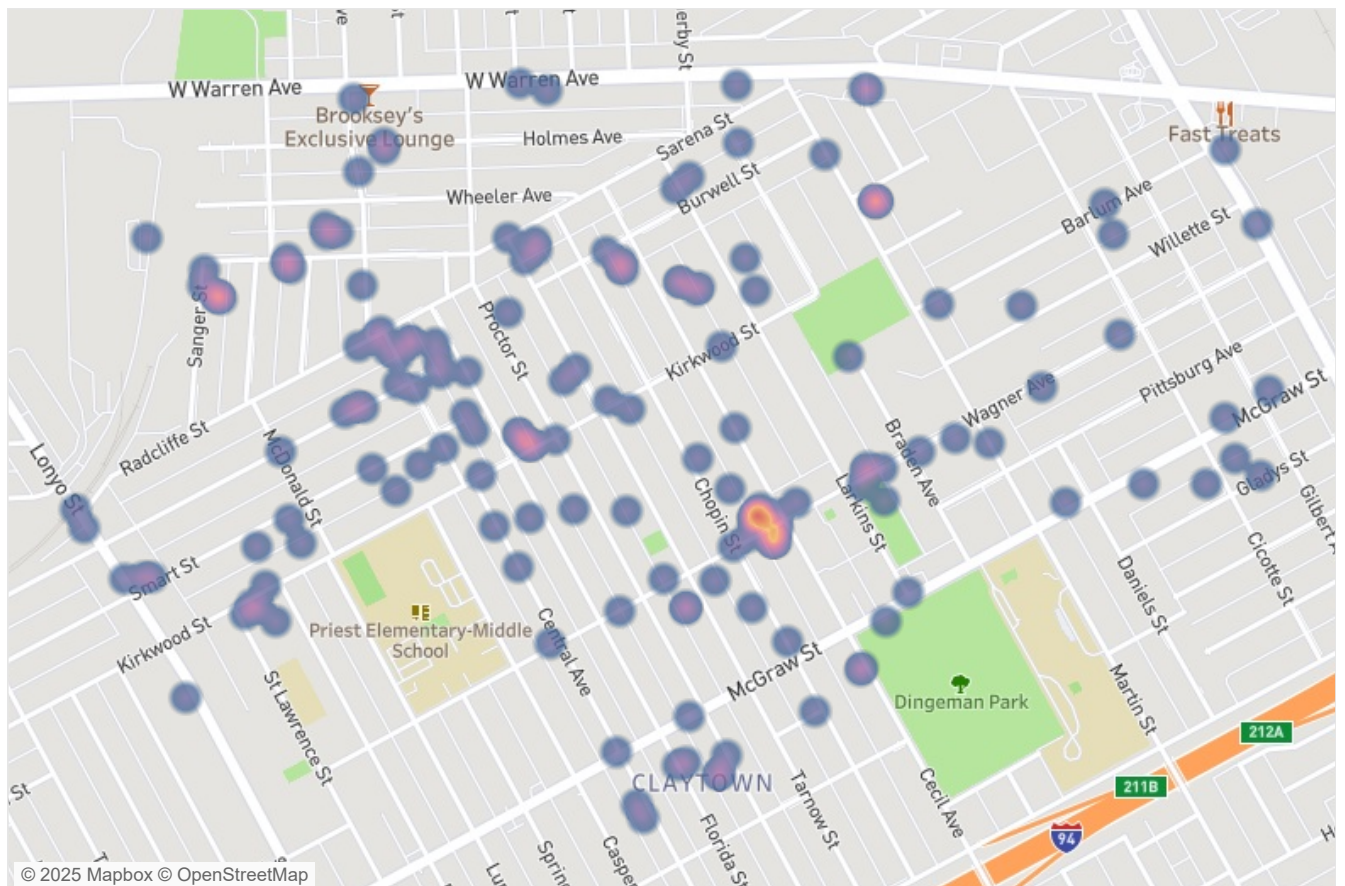 erby St
W Warren Ave
W Warren Ave
Brooksey's
Exclusive Lounge
Holmes Ave
Sarena St
Fast Treats
Wheeler Ave
Burwell St
Barlum Ave
Willette St
Sanger St
Proctor St
Kirkwood St
Pittsburg Ave
Wagner Ave
McGraw St
Radcliffe St
McDonald St
Lonyo St
Braden Ave
Gladys St
Chopin St
Larkins St
Gilbert A
Cicotte St
Daniels St
Smart St
Kirkwood St
Priest Elementary-Middle
School
Central Ave
McGraw St
Dingeman Park
Martin St
St Lawrence St
212A
211B
94
CLAYTOWN
Tarnow St
Cecil Ave
Florida St
Casper
Spring
St
© 2025 Mapbox © OpenStreetMap